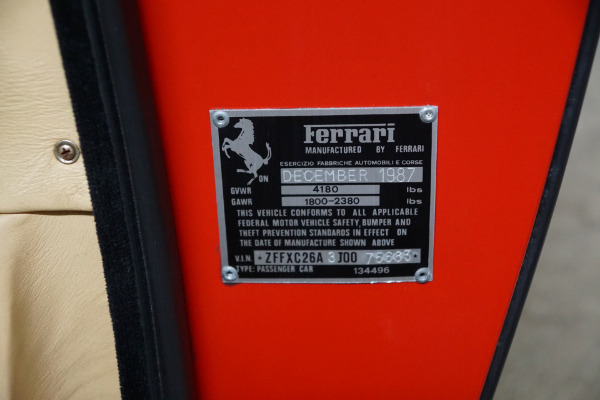 Ferrari
MANUFACTURED BY FERRARI
ESERCIZIO FABBRICHE AUTOMOBILI E CORSE
ON DECEMBER 1987
GVWR 4180 lbs
GAWR 1800-2380 lbs
THIS VEHICLE CONFORMS TO ALL APPLICABLE
FEDERAL MOTOR VEHICLE SAFETY BUMPER AND
THEFT PREVENTION STANDARDS IN EFFECT ON
THE DATE OF MANUFACTURE SHOWN ABOVE
V.I.N. *ZFFXC26A 3J00
TYPE: PASSENGER CAR 134496